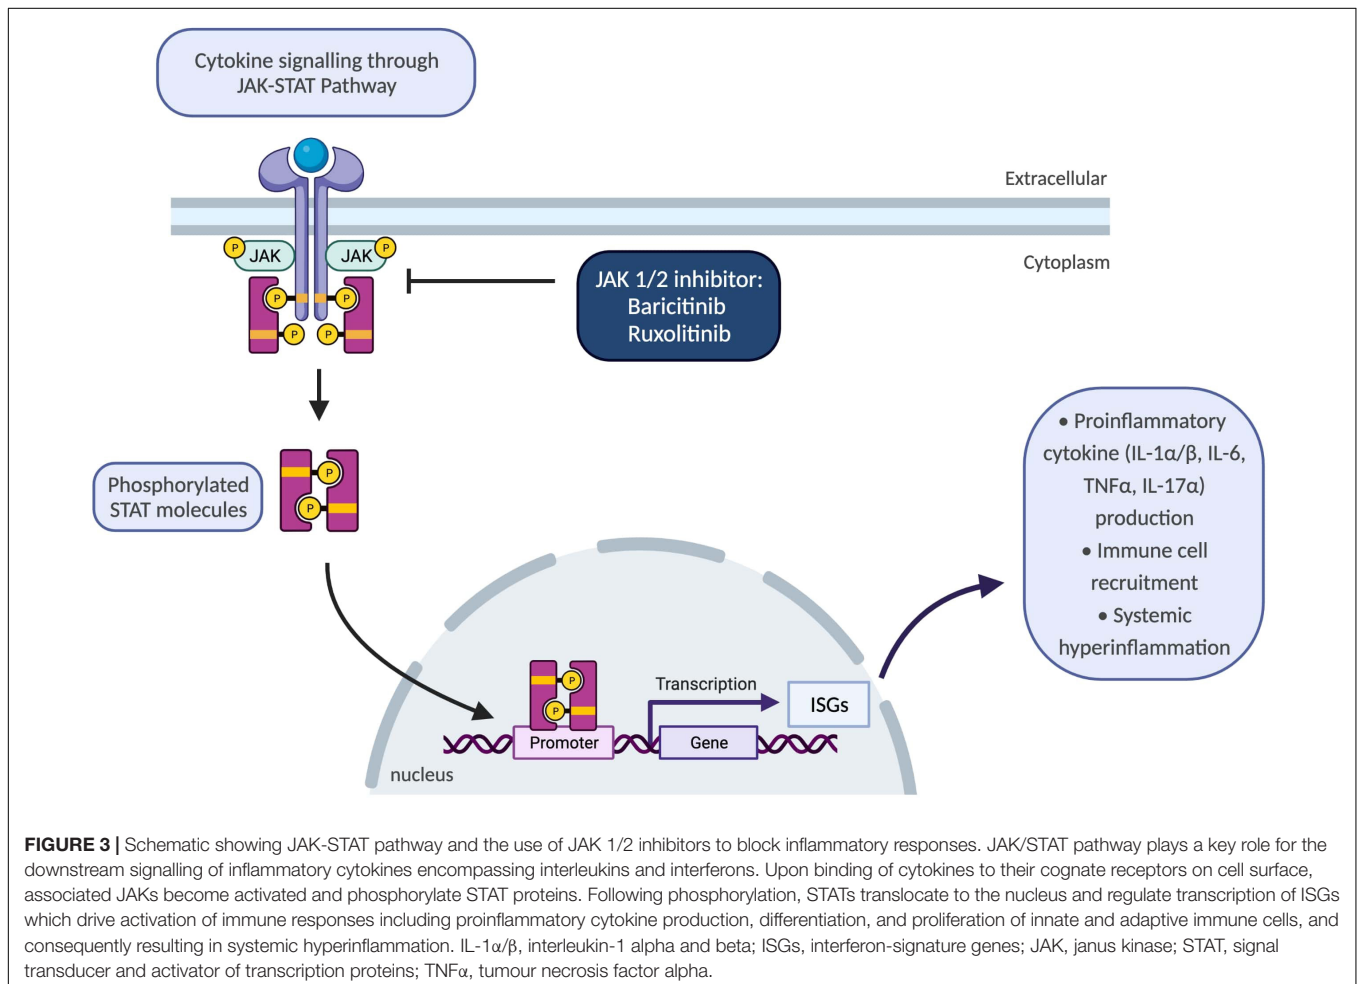 Cytokine signalling through
JAK-STAT Pathway
Extracellular
Cytoplasm
P
JAK
JAK
P
P
P
P
P
JAK 1/2 inhibitor:
Baricitinib
Ruxolitinib
Phosphorylated
STAT molecules
P
P
• Proinflammatory
cytokine (IL-1α/β, IL-6,
TNFα, IL-17α)
production
• Immune cell
recruitment
• Systemic
hyperinflammation
P
P
Transcription
ISGs
Promoter
Gene
nucleus
FIGURE 3 | Schematic showing JAK-STAT pathway and the use of JAK 1/2 inhibitors to block inflammatory responses. JAK/STAT pathway plays a key role for the
downstream signalling of inflammatory cytokines encompassing interleukins and interferons. Upon binding of cytokines to their cognate receptors on cell surface,
associated JAKs become activated and phosphorylate STAT proteins. Following phosphorylation, STATs translocate to the nucleus and regulate transcription of ISGs
which drive activation of immune responses including proinflammatory cytokine production, differentiation, and proliferation of innate and adaptive immune cells, and
consequently resulting in systemic hyperinflammation. IL-1α/β, interleukin-1 alpha and beta; ISGs, interferon-signature genes; JAK, janus kinase; STAT, signal
transducer and activator of transcription proteins; TNFα, tumour necrosis factor alpha.